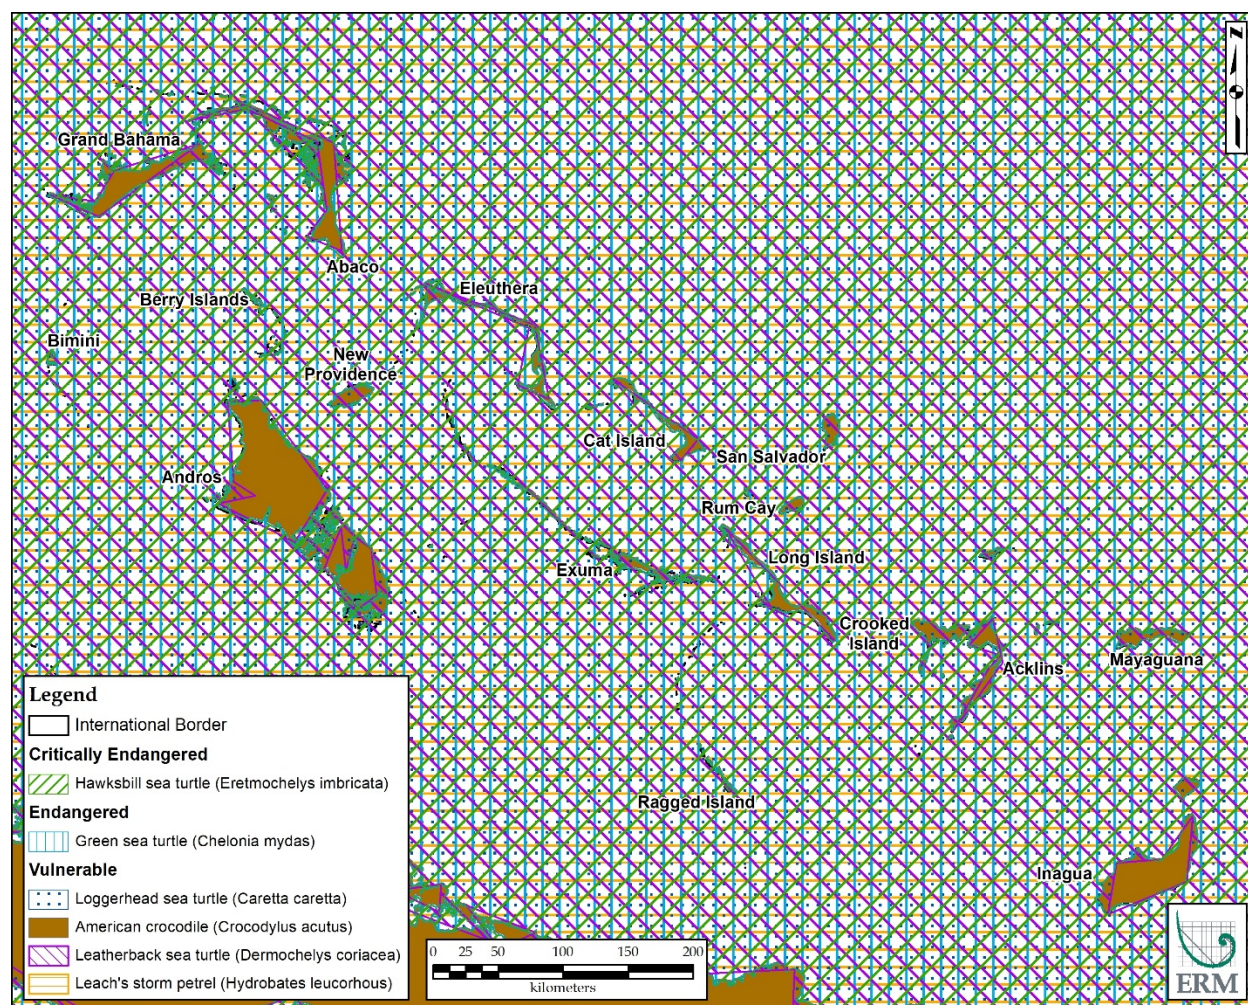 N
Grand Bahama
Abaco
Eleuthera
Berry Islands
Bimini
New
Providence
Cat Island
San Salvador
Andros
Rum Cay
Long Island
Exuma
Crooked
Island
Acklins
Mayaguana
Ragged Island
Inagua
Legend
International Border
Critically Endangered
Hawksbill sea turtle (Eretmochelys imbricata)
Endangered
Green sea turtle (Chelonia mydas)
Vulnerable
Loggerhead sea turtle (Caretta caretta)
American crocodile (Crocodylus acutus)
Leatherback sea turtle (Dermochelys coriacea)
Leach's storm petrel (Hydrobates leucorhous)
0 25 50 100 150 200
kilometers
ERM